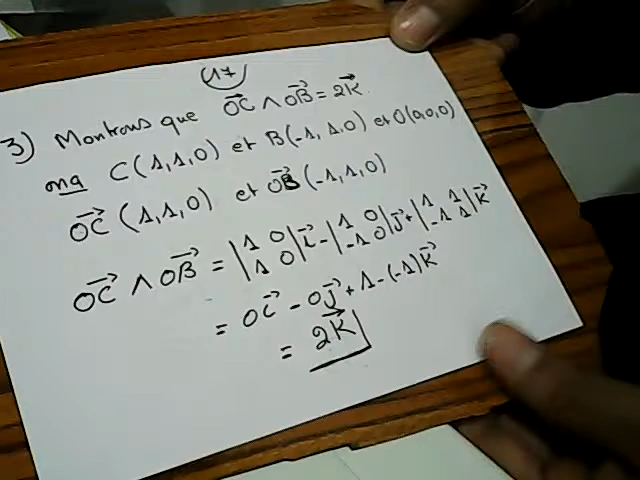 17
3) Montrons que OC⃗ ∧ OB⃗ = 2K⃗.
ona C(1,1,0) et B(-1,1,0) et O(0,0,0)
OC⃗ (1,1,0) et OB⃗ (-1,1,0)
OC⃗ ∧ OB⃗ = |1 0; 1 0| i⃗ - |1 0; -1 0| J⃗ + |1 1; -1 1| K⃗
= 0i⃗ - 0J⃗ + 1-(-1)K⃗
= 2K⃗